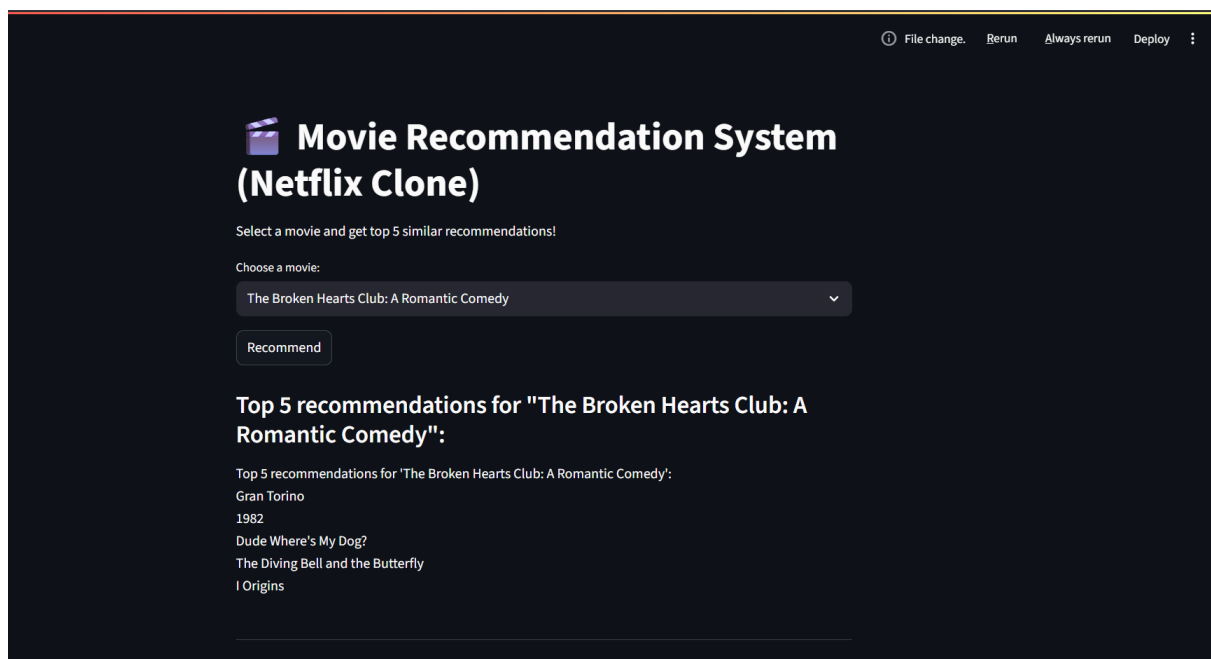 File change. Rerun Always rerun Deploy
Movie Recommendation System
(Netflix Clone)
Select a movie and get top 5 similar recommendations!
Choose a movie:
The Broken Hearts Club: A Romantic Comedy
Recommend
Top 5 recommendations for "The Broken Hearts Club: A
Romantic Comedy":
Top 5 recommendations for 'The Broken Hearts Club: A Romantic Comedy':
Gran Torino
1982
Dude Where's My Dog?
The Diving Bell and the Butterfly
I Origins